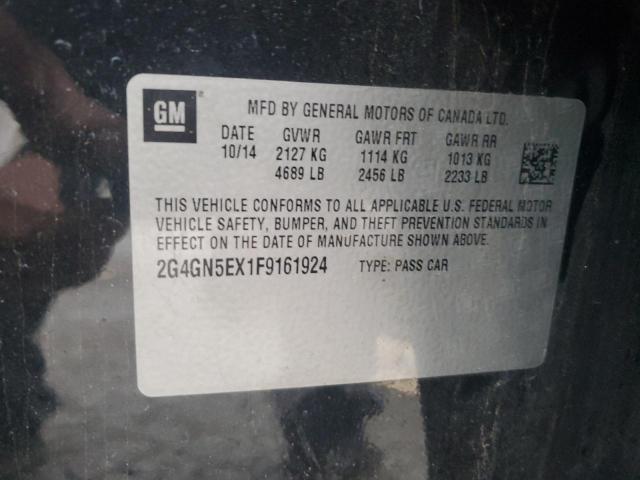 GM
®
MFD BY GENERAL MOTORS OF CANADA LTD.
DATE GVWR GAWR FRT GAWR RR
10/14 2127 KG 1114 KG 1013 KG
4689 LB 2456 LB 2233 LB
THIS VEHICLE CONFORMS TO ALL APPLICABLE U.S. FEDERAL MOTOR
VEHICLE SAFETY, BUMPER, AND THEFT PREVENTION STANDARDS IN
EFFECT ON THE DATE OF MANUFACTURE SHOWN ABOVE.
2G4GN5EX1F9161924 TYPE: PASS CAR